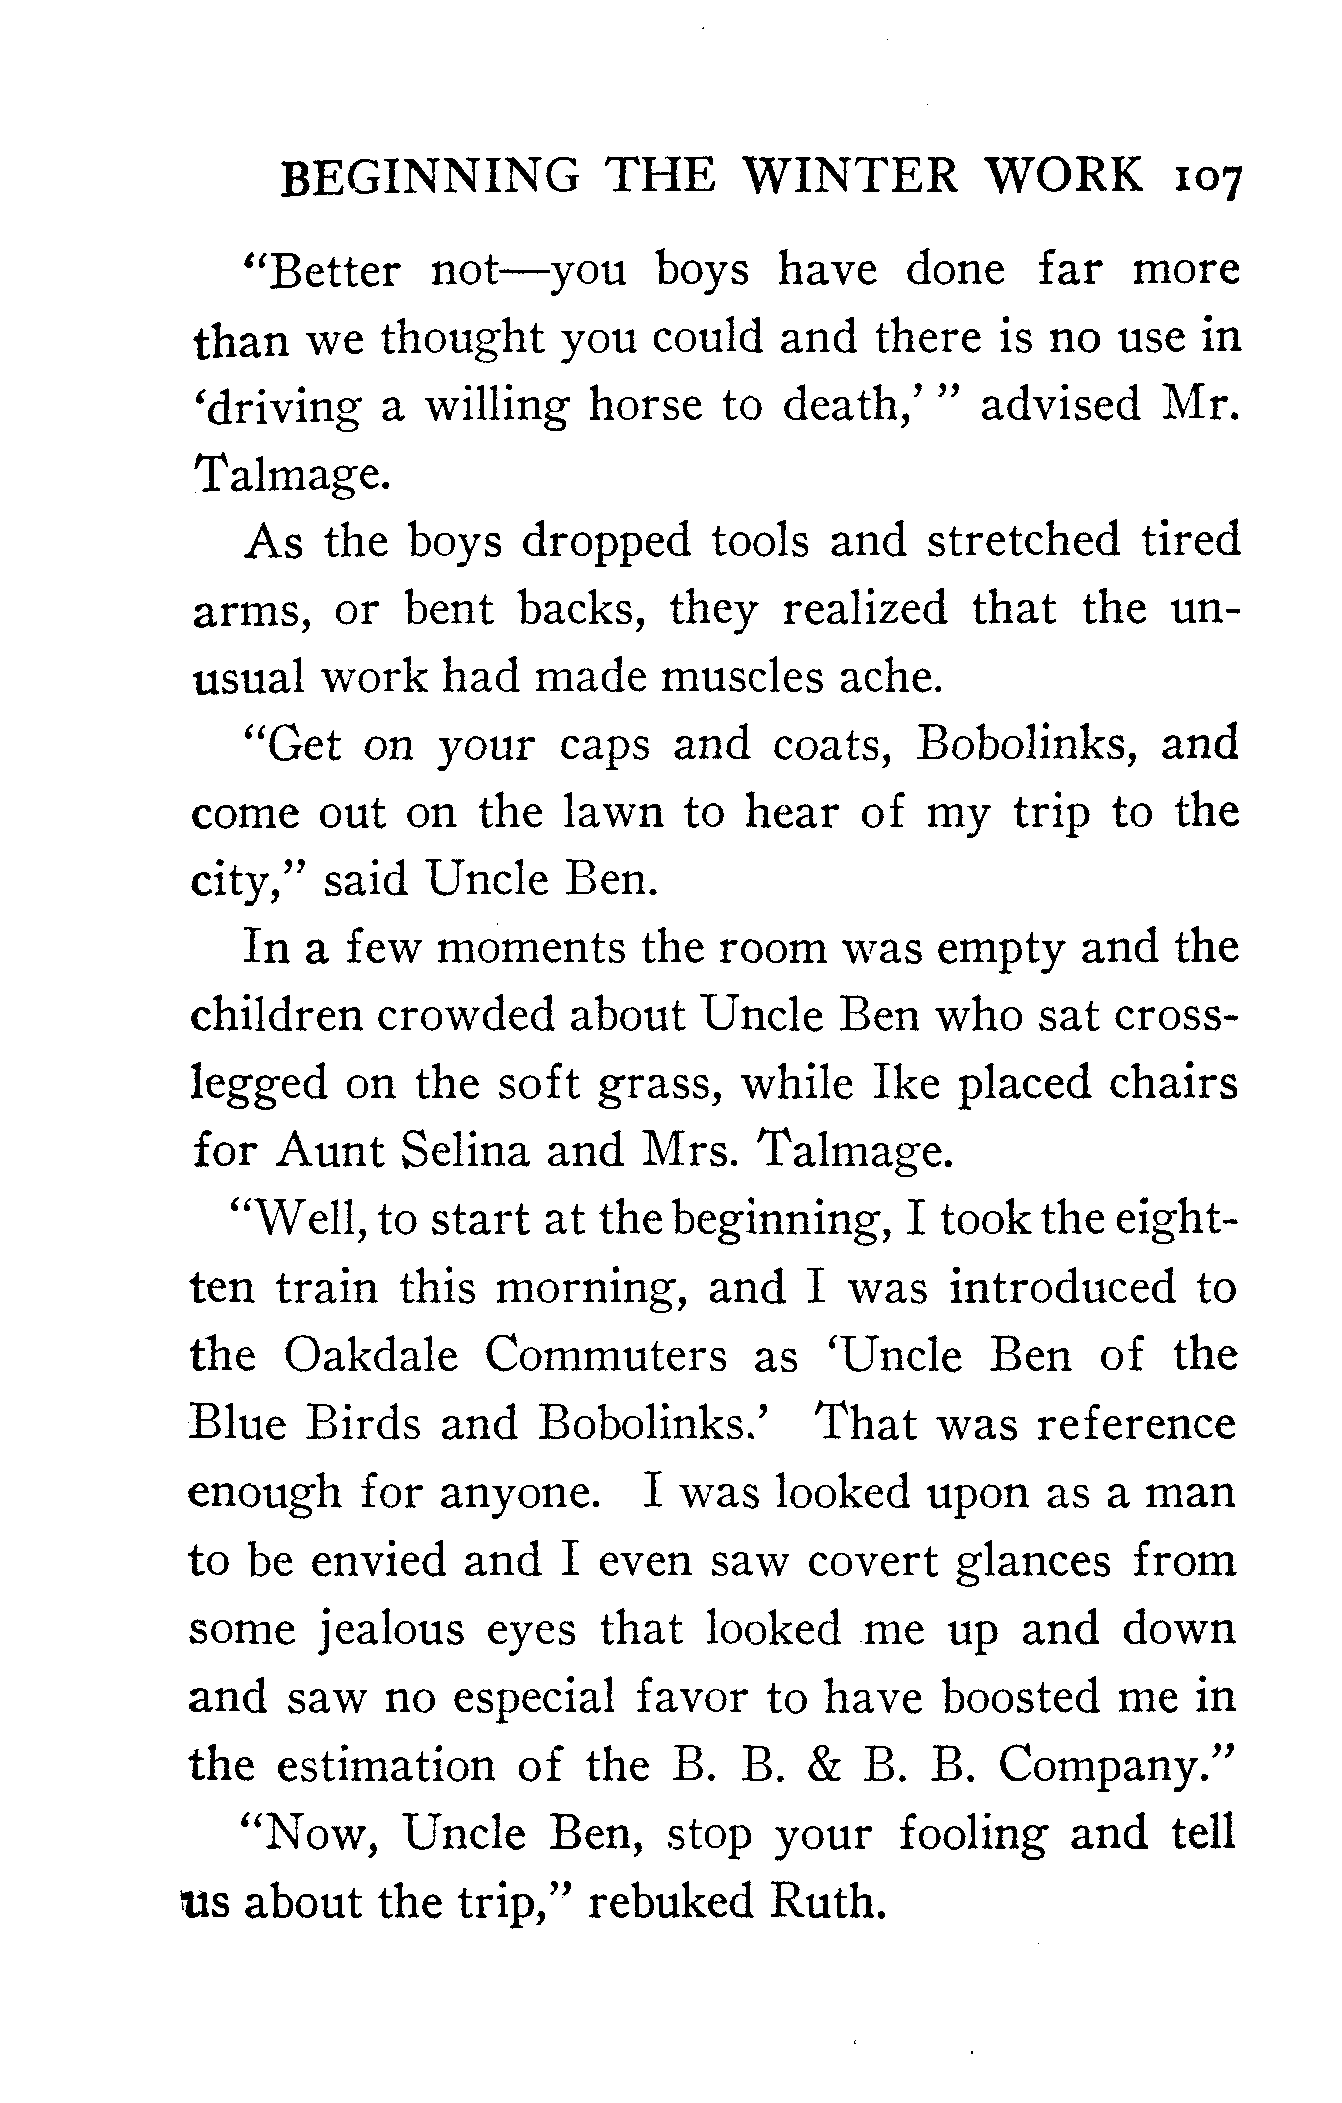 BEGINNING THE WINTER WORK 107
“Better not—you boys have done far more
than we thought you could and there is no use in
‘driving a willing horse to death,’ ” advised Mr.
Talmage.
As the boys dropped tools and stretched tired
arms, or bent backs, they realized that the un-
usual work had made muscles ache.
“Get on your caps and coats, Bobolinks, and
come out on the lawn to hear of my trip to the
city,” said Uncle Ben.
In a few moments the room was empty and the
children crowded about Uncle Ben who sat cross-
legged on the soft grass, while Ike placed chairs
for Aunt Selina and Mrs. Talmage.
“Well, to start at the beginning, I took the eight-
ten train this morning, and I was introduced to
the Oakdale Commuters as ‘Uncle Ben of the
Blue Birds and Bobolinks.’ That was reference
enough for anyone. I was looked upon as a man
to be envied and I even saw covert glances from
some jealous eyes that looked me up and down
and saw no especial favor to have boosted me in
the estimation of the B. B. & B. B. Company.”
“Now, Uncle Ben, stop your fooling and tell
us about the trip,” rebuked Ruth.